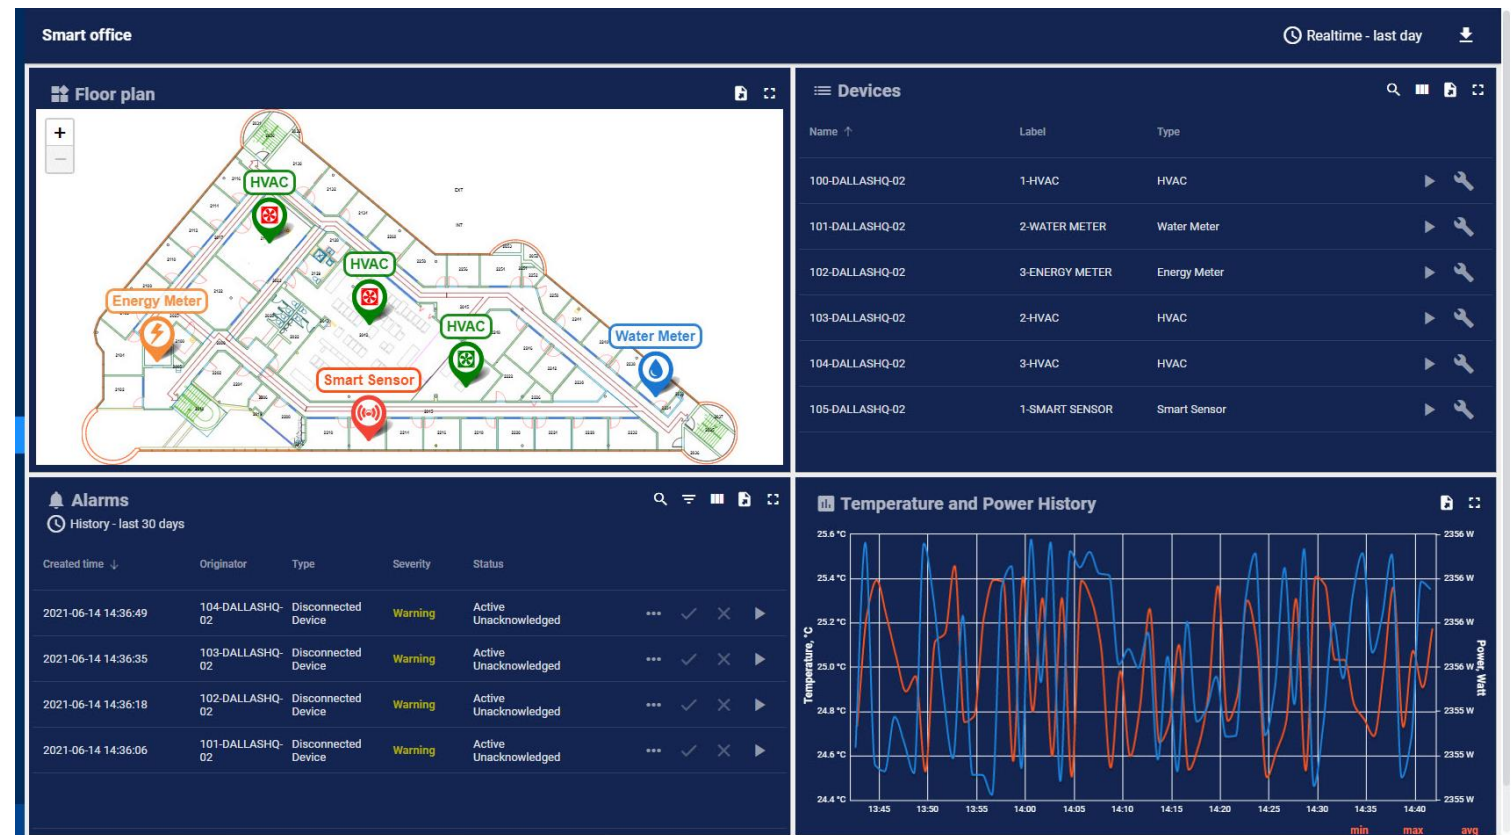 Smart office
Realtime - last day
Floor plan
+
−
HVAC
HVAC
Energy Meter
HVAC
Water Meter
Smart Sensor
EXT
INT
Devices
Name ↑ Label Type
100-DALLASHQ-02 1-HVAC HVAC
101-DALLASHQ-02 2-WATER METER Water Meter
102-DALLASHQ-02 3-ENERGY METER Energy Meter
103-DALLASHQ-02 2-HVAC HVAC
104-DALLASHQ-02 3-HVAC HVAC
105-DALLASHQ-02 1-SMART SENSOR Smart Sensor
Alarms
History - last 30 days
Created time ↓ Originator Type Severity Status
2021-06-14 14:36:49 104-DALLASHQ- Disconnected Warning Active
02 Device Unacknowledged
2021-06-14 14:36:35 103-DALLASHQ- Disconnected Warning Active
02 Device Unacknowledged
2021-06-14 14:36:18 102-DALLASHQ- Disconnected Warning Active
02 Device Unacknowledged
2021-06-14 14:36:06 101-DALLASHQ- Disconnected Warning Active
02 Device Unacknowledged
Temperature and Power History
25.6 °C 2356 W
25.4 °C 2356 W
25.2 °C 2356 W
25.0 °C 2356 W
24.8 °C 2355 W
24.6 °C 2355 W
24.4 °C 2355 W
Temperature, °C
Power, Watt
13:45 13:50 13:55 14:00 14:05 14:10 14:15 14:20 14:25 14:30 14:35 14:40
min max avg